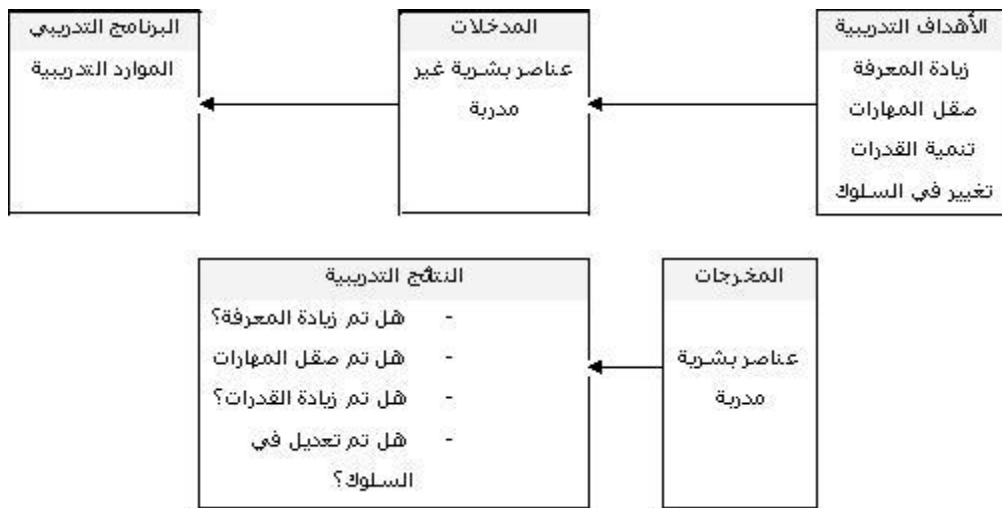 الأهداف التدريبية
زيادة المعرفة
صقل المهارات
تنمية القدرات
تغيير في السلوك
المدخلات
عناصر بشرية غير
مدربة
البرنامج التدريبي
الموارد التدريبية
المخرجات
عناصر بشرية
مدربة
النتائج التدريبية
- هل تم زيادة المعرفة؟
- هل تم صقل المهارات
- هل تم زيادة القدرات؟
- هل تم تعديل في
السلوك؟